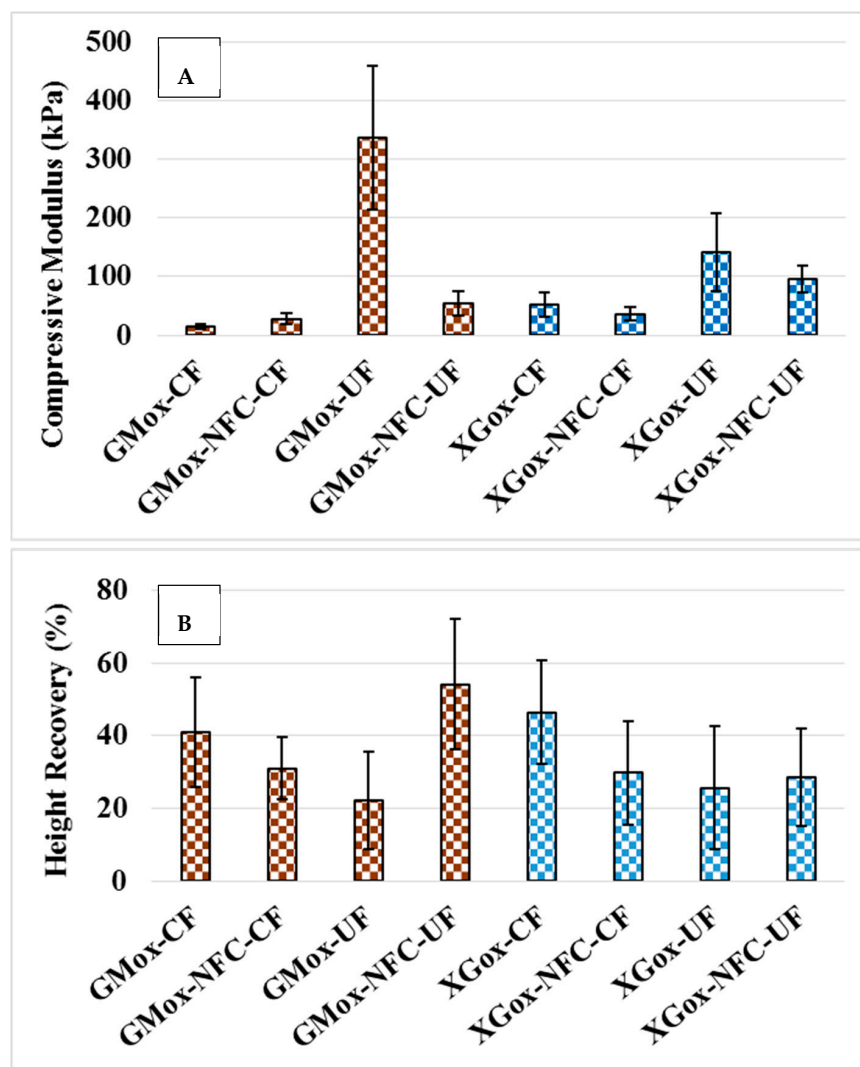 A
Compressive Modulus (kPa)
500
400
300
200
100
0
GMox-CF
GMox-NFC-CF
GMox-UF
GMox-NFC-UF
XGox-CF
XGox-NFC-CF
XGox-UF
XGox-NFC-UF
B
Height Recovery (%)
80
60
40
20
0
GMox-CF
GMox-NFC-CF
GMox-UF
GMox-NFC-UF
XGox-CF
XGox-NFC-CF
XGox-UF
XGox-NFC-UF